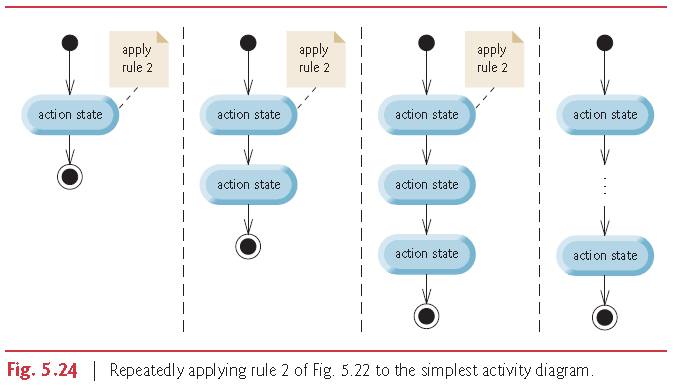 apply
rule 2
action state
apply
rule 2
action state
action state
apply
rule 2
action state
action state
action state
action state
⋮
action state
Fig. 5.24 | Repeatedly applying rule 2 of Fig. 5.22 to the simplest activity diagram.